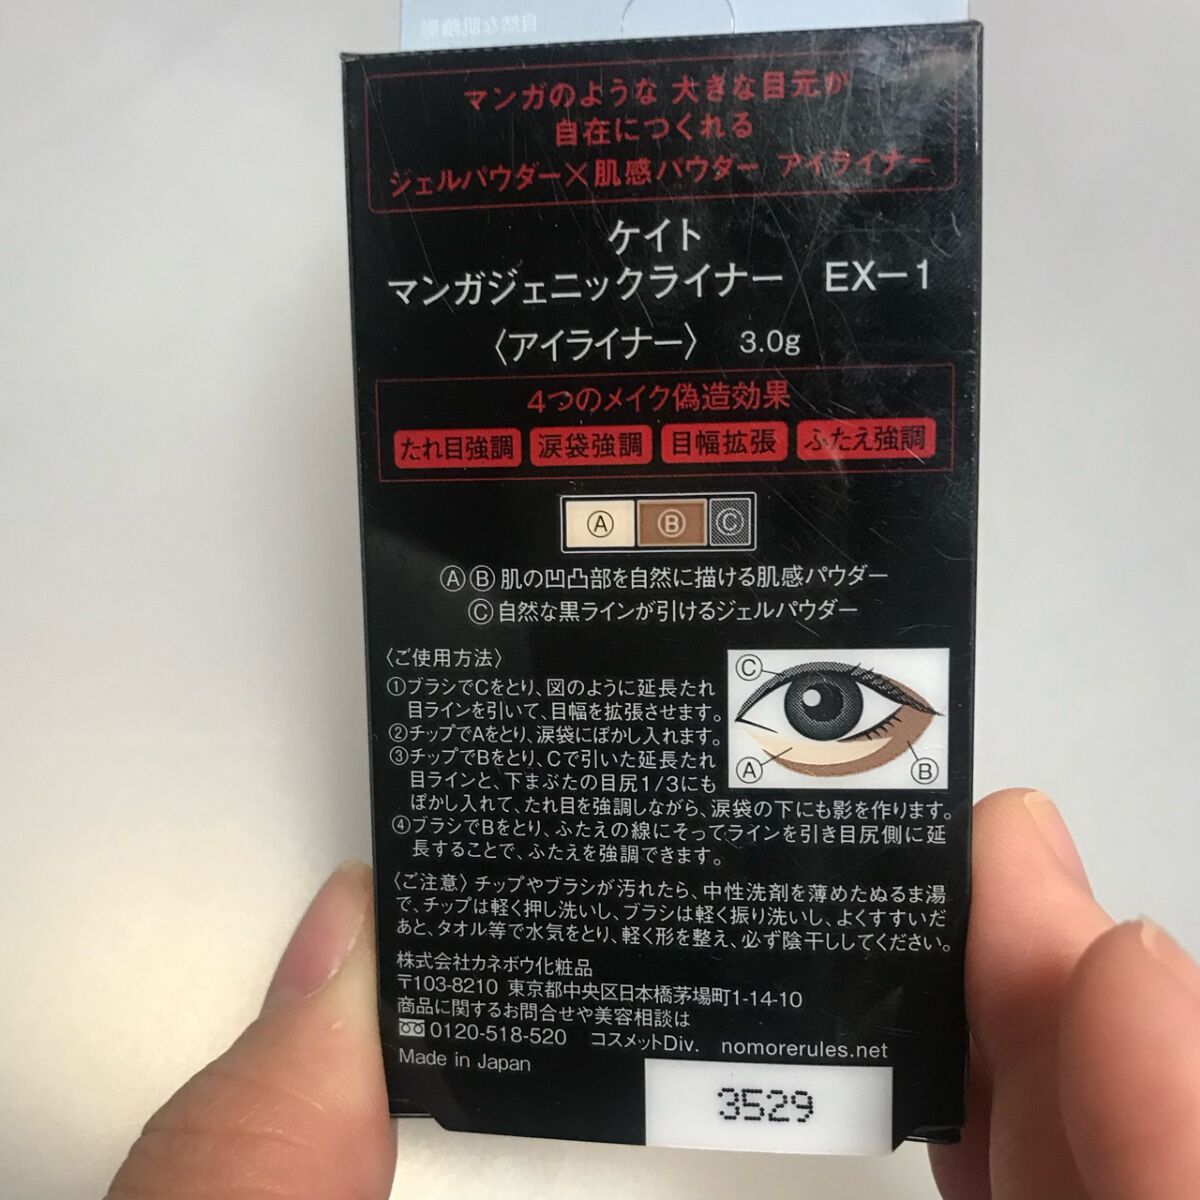 マンガのような 大きな目元が
自在につくれる
ジェルパウダー×肌感パウダー アイライナー
ケイト
マンガジェニックライナー EX-1
〈アイライナー〉 3.0g
4つのメイク偽造効果
たれ目強調 涙袋強調 目幅拡張 ふたえ強調
Ⓐ Ⓑ Ⓒ
ⒶⒷ肌の凹凸部を自然に描ける肌感パウダー
Ⓒ自然な黒ラインが引けるジェルパウダー
〈ご使用方法〉
①ブラシでCをとり、図のように延長たれ
目ラインを引いて、目幅を拡張させます。
②チップでAをとり、涙袋にぼかし入れます。
③チップでBをとり、Cで引いた延長たれ
目ラインと、下まぶたの目尻1/3にも
ぼかし入れて、たれ目を強調しながら、涙袋の下にも影を作ります。
④ブラシでBをとり、ふたえの線にそってラインを引き目尻側に延
長することで、ふたえを強調できます。
Ⓒ
Ⓐ
Ⓑ
〈ご注意〉チップやブラシが汚れたら、中性洗剤を薄めたぬるま湯
で、チップは軽く押し洗いし、ブラシは軽く振り洗いし、よくすすいだ
あと、タオル等で水気をとり、軽く形を整え、必ず陰干ししてください。
株式会社カネボウ化粧品
〒103-8210 東京都中央区日本橋茅場町1-14-10
商品に関するお問合せや美容相談は
0120-518-520 コスメットDiv. nomorerules.net
Made in Japan
3529